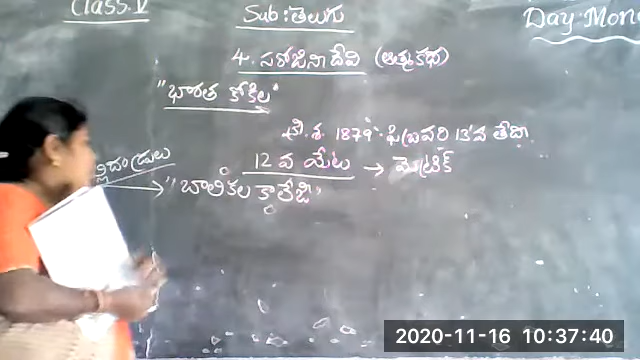 Class: V
Sub: తెలుగు
Day: Mon
4. సరోజినీ దేవి (ఆత్మకథ)
"భారత కోకిల"
క్రీ.శ. 1879 ఫిబ్రవరి 13వ తేదీ
12 వ యేట → మెట్రిక్
→ "బాలికల కాలేజి"
2020-11-16 10:37:40